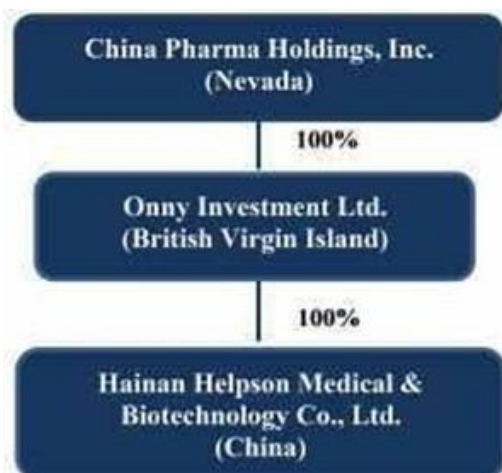 China Pharma Holdings, Inc.
(Nevada)
100%
Onny Investment Ltd.
(British Virgin Island)
100%
Hainan Helpson Medical &
Biotechnology Co., Ltd.
(China)